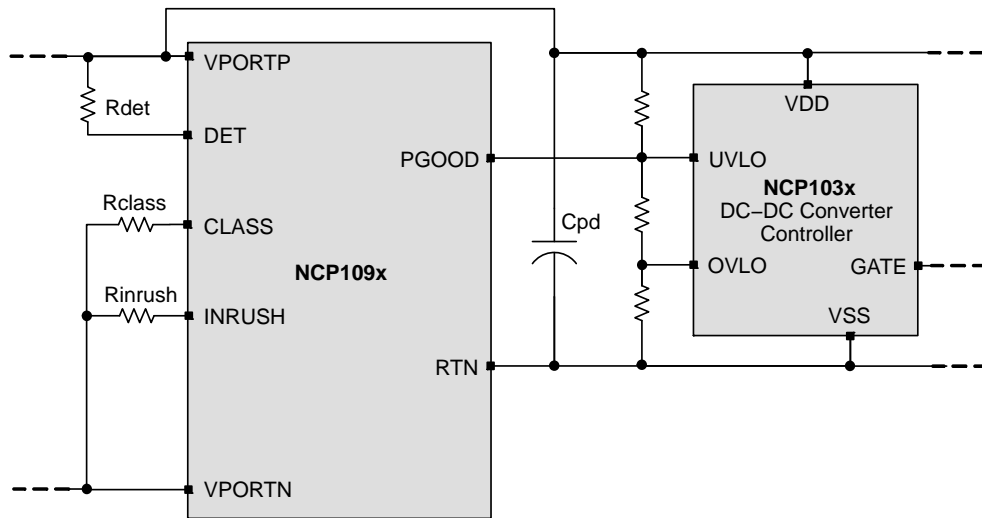 VPORTP
Rdet
DET
Rclass
CLASS
Rinrush
INRUSH
VPORTN
NCP109x
PGOOD
RTN
Cpd
VDD
UVLO
NCP103x
DC−DC Converter
Controller
OVLO
GATE
VSS